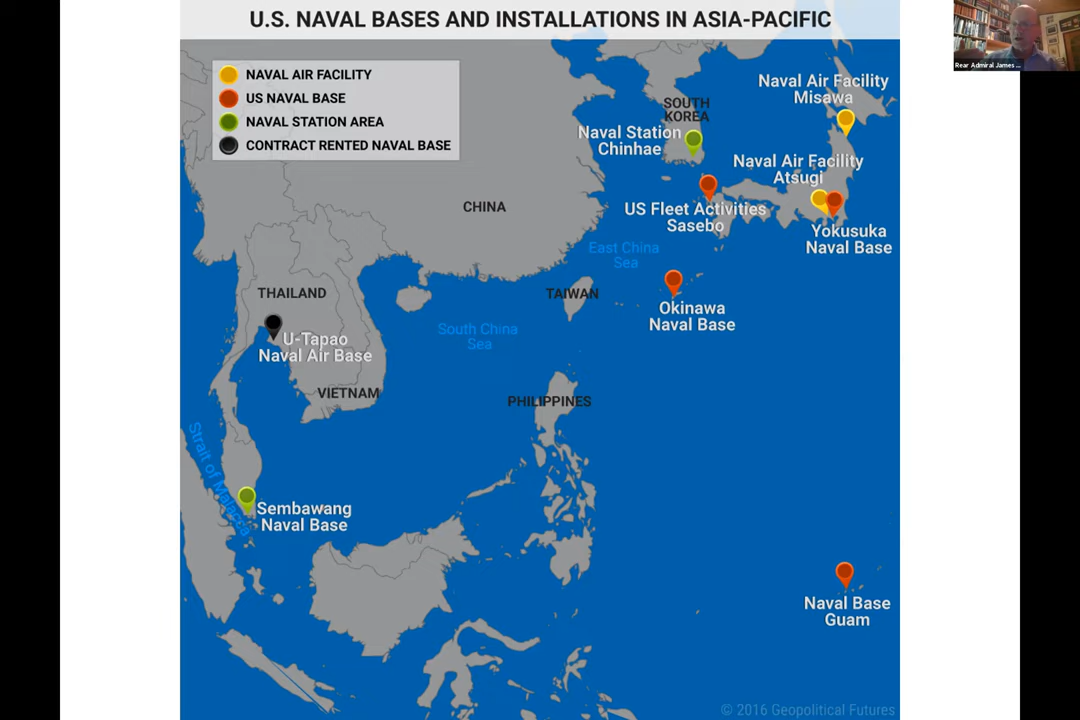 U.S. NAVAL BASES AND INSTALLATIONS IN ASIA-PACIFIC
Rear Admiral James ...
NAVAL AIR FACILITY
US NAVAL BASE
NAVAL STATION AREA
CONTRACT RENTED NAVAL BASE
Naval Air Facility
Misawa
SOUTH
KOREA
Naval Station
Chinhae
Naval Air Facility
Atsugi
US Fleet Activities
Sasebo
Yokusuka
Naval Base
CHINA
East China
Sea
TAIWAN
Okinawa
Naval Base
THAILAND
U-Tapao
Naval Air Base
South China
Sea
VIETNAM
PHILIPPINES
Strait of Malacca
Sembawang
Naval Base
Naval Base
Guam
© 2016 Geopolitical Futures